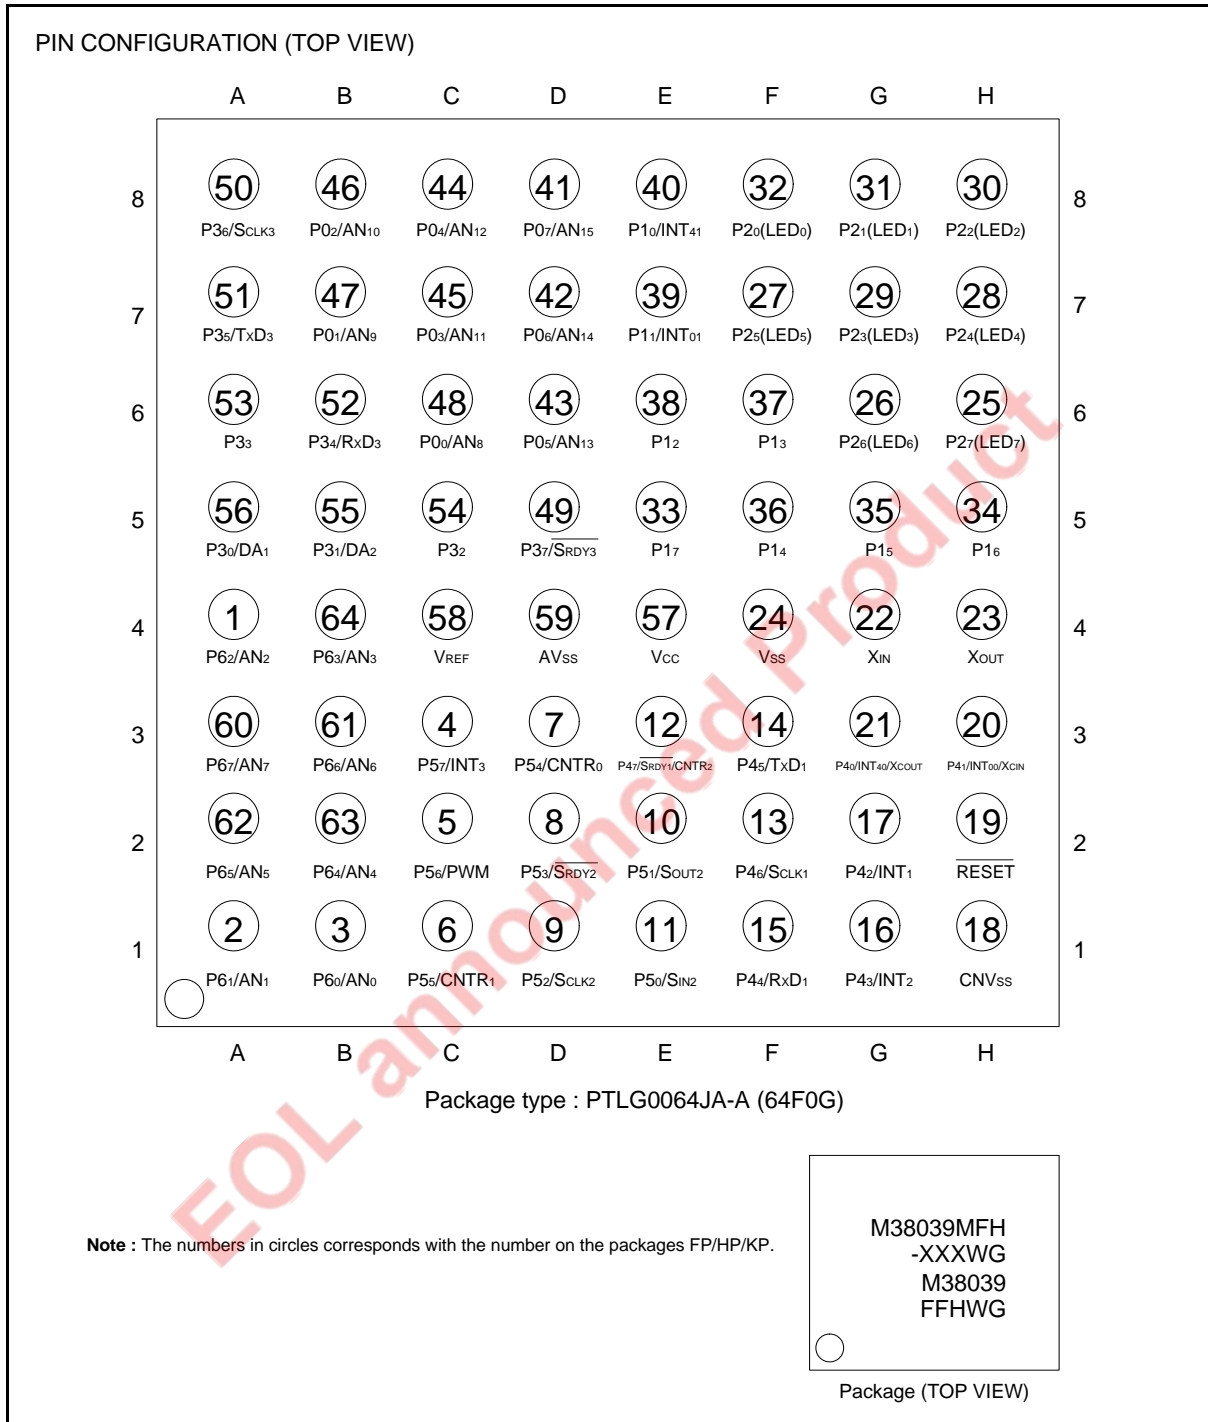 PIN CONFIGURATION (TOP VIEW)
A B C D E F G H
8 50 46 44 41 40 32 31 30 8
P36/SCLK3 P02/AN10 P04/AN12 P07/AN15 P10/INT41 P20(LED0) P21(LED1) P22(LED2)
7 51 47 45 42 39 27 29 28 7
P35/TxD3 P01/AN9 P03/AN11 P06/AN14 P11/INT01 P25(LED5) P23(LED3) P24(LED4)
6 53 52 48 43 38 37 26 25 6
P33 P34/RxD3 P00/AN8 P05/AN13 P12 P13 P26(LED6) P27(LED7)
5 56 55 54 49 33 36 35 34 5
P30/DA1 P31/DA2 P32 P37/SRDY3 P17 P14 P15 P16
4 1 64 58 59 57 24 22 23 4
P62/AN2 P63/AN3 VREF AVSS VCC VSS XIN XOUT
3 60 61 4 7 12 14 21 20 3
P67/AN7 P66/AN6 P57/INT3 P54/CNTR0 P47/SRDY1/CNTR2 P45/TxD1 P40/INT40/XCOUT P41/INT00/XCIN
2 62 63 5 8 10 13 17 19 2
P65/AN5 P64/AN4 P56/PWM P53/SRDY2 P51/SOUT2 P46/SCLK1 P42/INT1 RESET
1 2 3 6 9 11 15 16 18 1
P61/AN1 P60/AN0 P55/CNTR1 P52/SCLK2 P50/SIN2 P44/RxD1 P43/INT2 CNVSS
A B C D E F G H
Package type : PTLG0064JA-A (64F0G)
EOL announced Product
Note : The numbers in circles corresponds with the number on the packages FP/HP/KP.
M38039MFH
-XXXWG
M38039
FFHWG
Package (TOP VIEW)